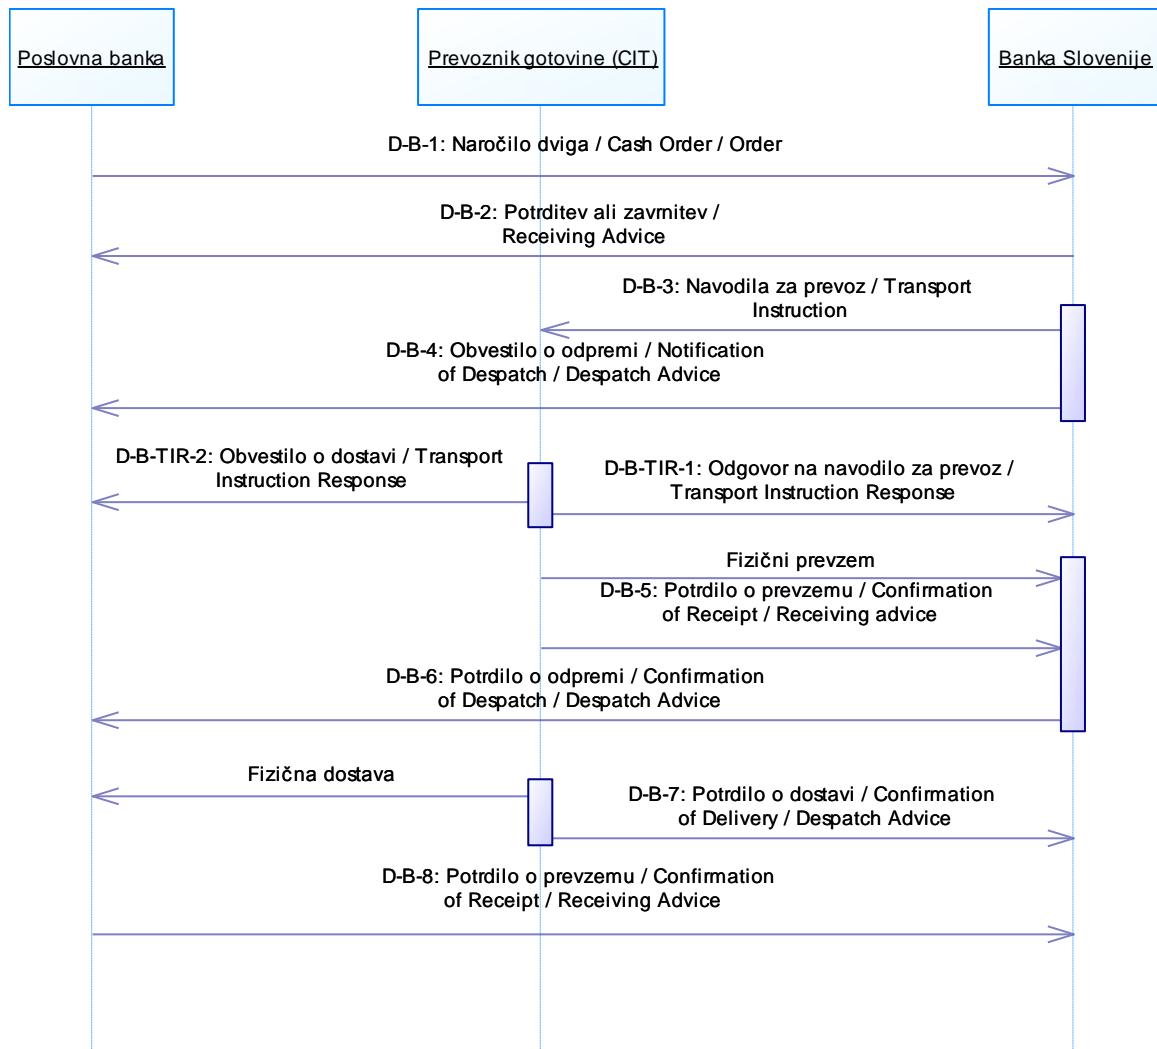 Poslovna banka
Prevoznik gotovine (CIT)
Banka Slovenije
D-B-1: Naročilo dviga / Cash Order / Order
D-B-2: Potrditev ali zavrnitev /
Receiving Advice
D-B-3: Navodila za prevoz / Transport
Instruction
D-B-4: Obvestilo o odpremi / Notification
of Despatch / Despatch Advice
D-B-TIR-2: Obvestilo o dostavi / Transport
Instruction Response
D-B-TIR-1: Odgovor na navodilo za prevoz /
Transport Instruction Response
Fizični prevzem
D-B-5: Potrdilo o prevzemu / Confirmation
of Receipt / Receiving advice
D-B-6: Potrdilo o odpremi / Confirmation
of Despatch / Despatch Advice
Fizična dostava
D-B-7: Potrdilo o dostavi / Confirmation
of Delivery / Despatch Advice
D-B-8: Potrdilo o prevzemu / Confirmation
of Receipt / Receiving Advice